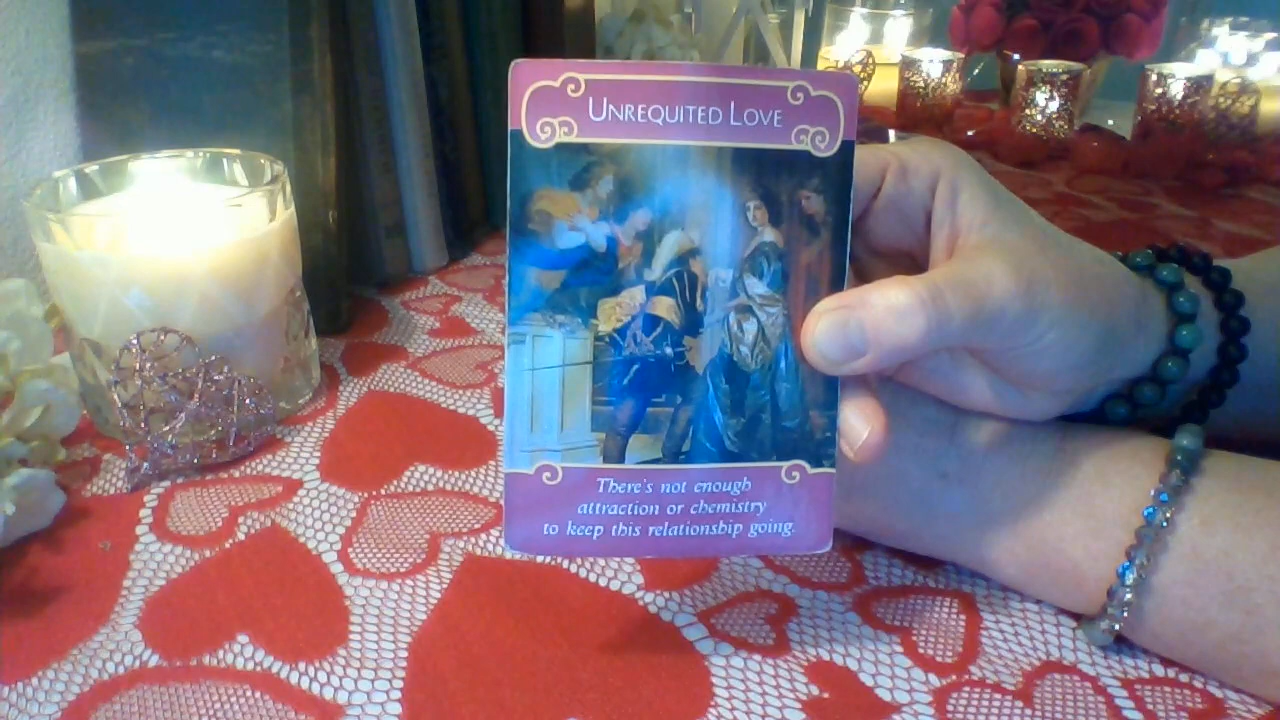 UNREQUITED LOVE
There's not enough
attraction or chemistry
to keep this relationship going.